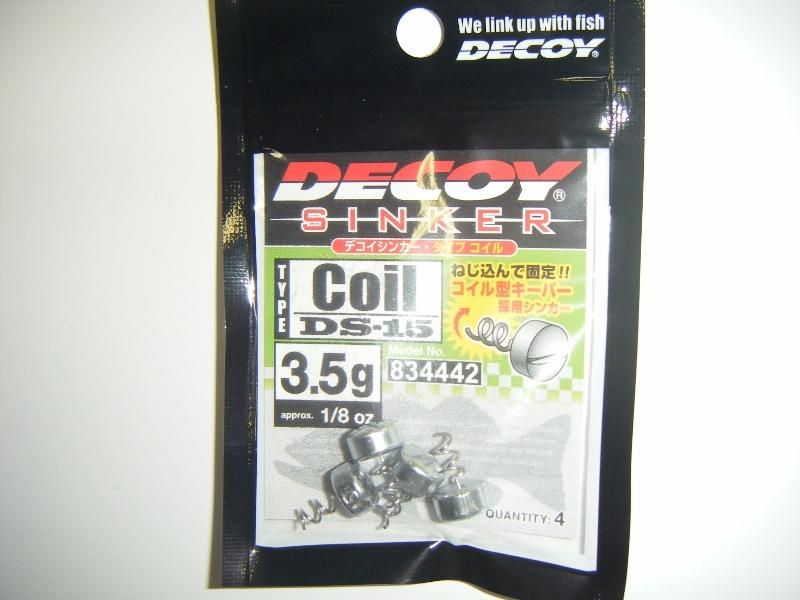 We link up with fish
DECOY®
DECOY®
SINKER
デコイシンカー・タイプ コイル
TYPE
Coil
DS-15
ねじ込んで固定!!
コイル型キーパー
採用シンカー
3.5g
approx. 1/8 oz
Model No.
834442
QUANTITY: 4